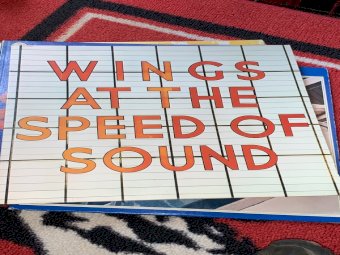 WINGS
AT THE
SPEED OF
SOUND